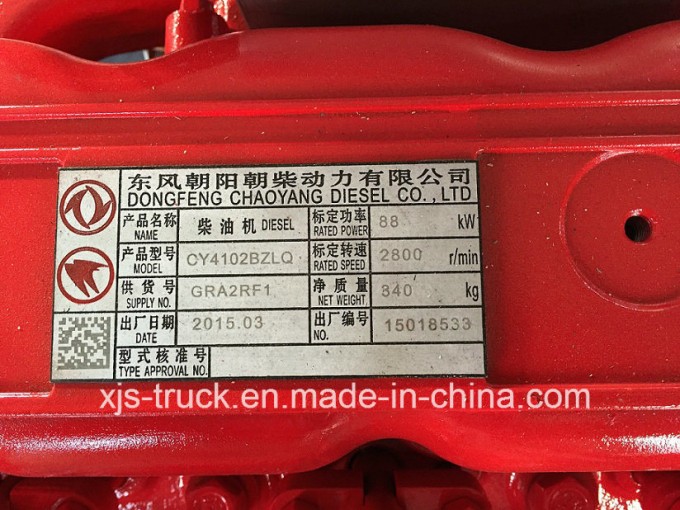 东风朝阳朝柴动力有限公司
DONGFENG CHAOYANG DIESEL CO., LTD
产品名称 柴油机 DIESEL 标定功率 88 kW
NAME RATED POWER
产品型号 CY4102BZLQ 标定转速 2800 r/min
MODEL RATED SPEED
供货号 GRA2RF1 净质量 340 kg
SUPPLY NO. NET WEIGHT.
出厂日期 2015.03 出厂编号 15018533
DATE NO.
型式核准号
TYPE APPROVAL NO.
xjs-truck.en.made-in-china.com